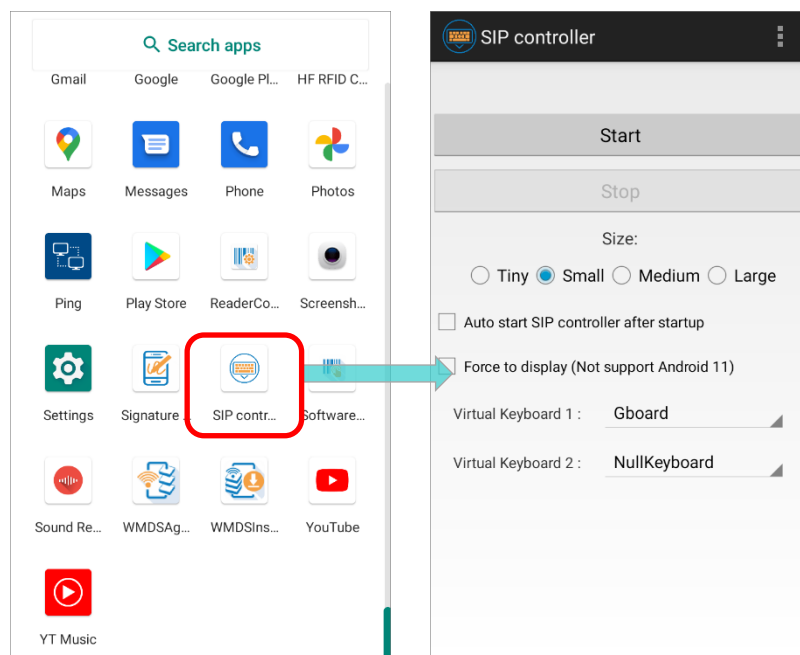 Search apps
Gmail Google Google Pl... HF RFID C...
Maps Messages Phone Photos
Ping Play Store ReaderCo... Screensh...
Settings Signature .. SIP contr... Software...
Sound Re... WMDSAg... WMDSIns... YouTube
YT Music
SIP controller
Start
Stop
Size:
Tiny Small Medium Large
Auto start SIP controller after startup
Force to display (Not support Android 11)
Virtual Keyboard 1 : Gboard
Virtual Keyboard 2 : NullKeyboard